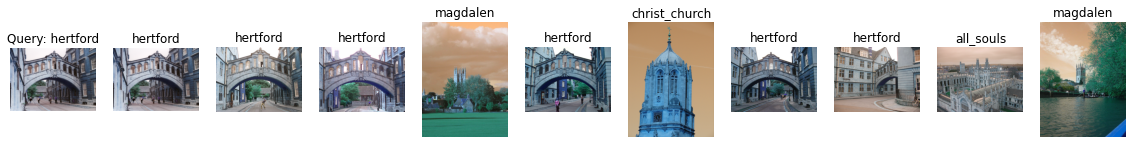 Query: hertford
hertford
hertford
hertford
magdalen
hertford
christ_church
hertford
hertford
all_souls
magdalen